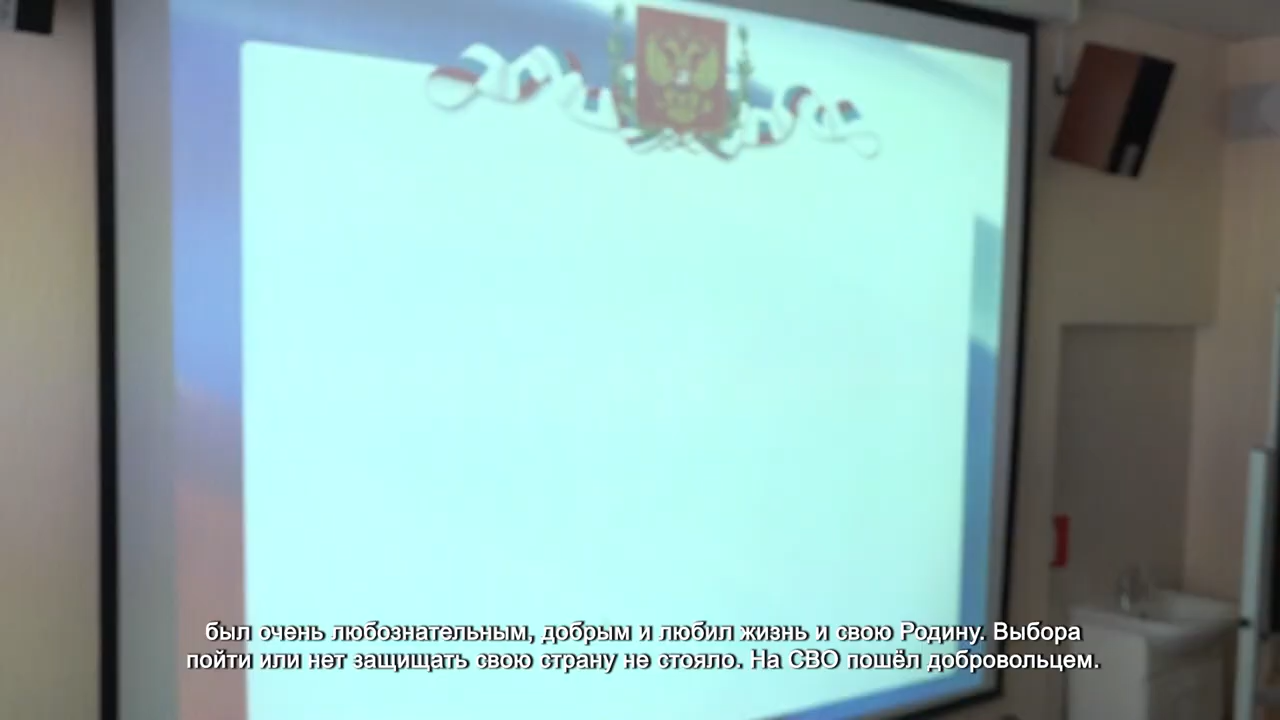 был очень любознательным, добрым и любил жизнь и свою Родину. Выбора
пойти или нет защищать свою страну не стояло. На СВО пошёл добровольцем.